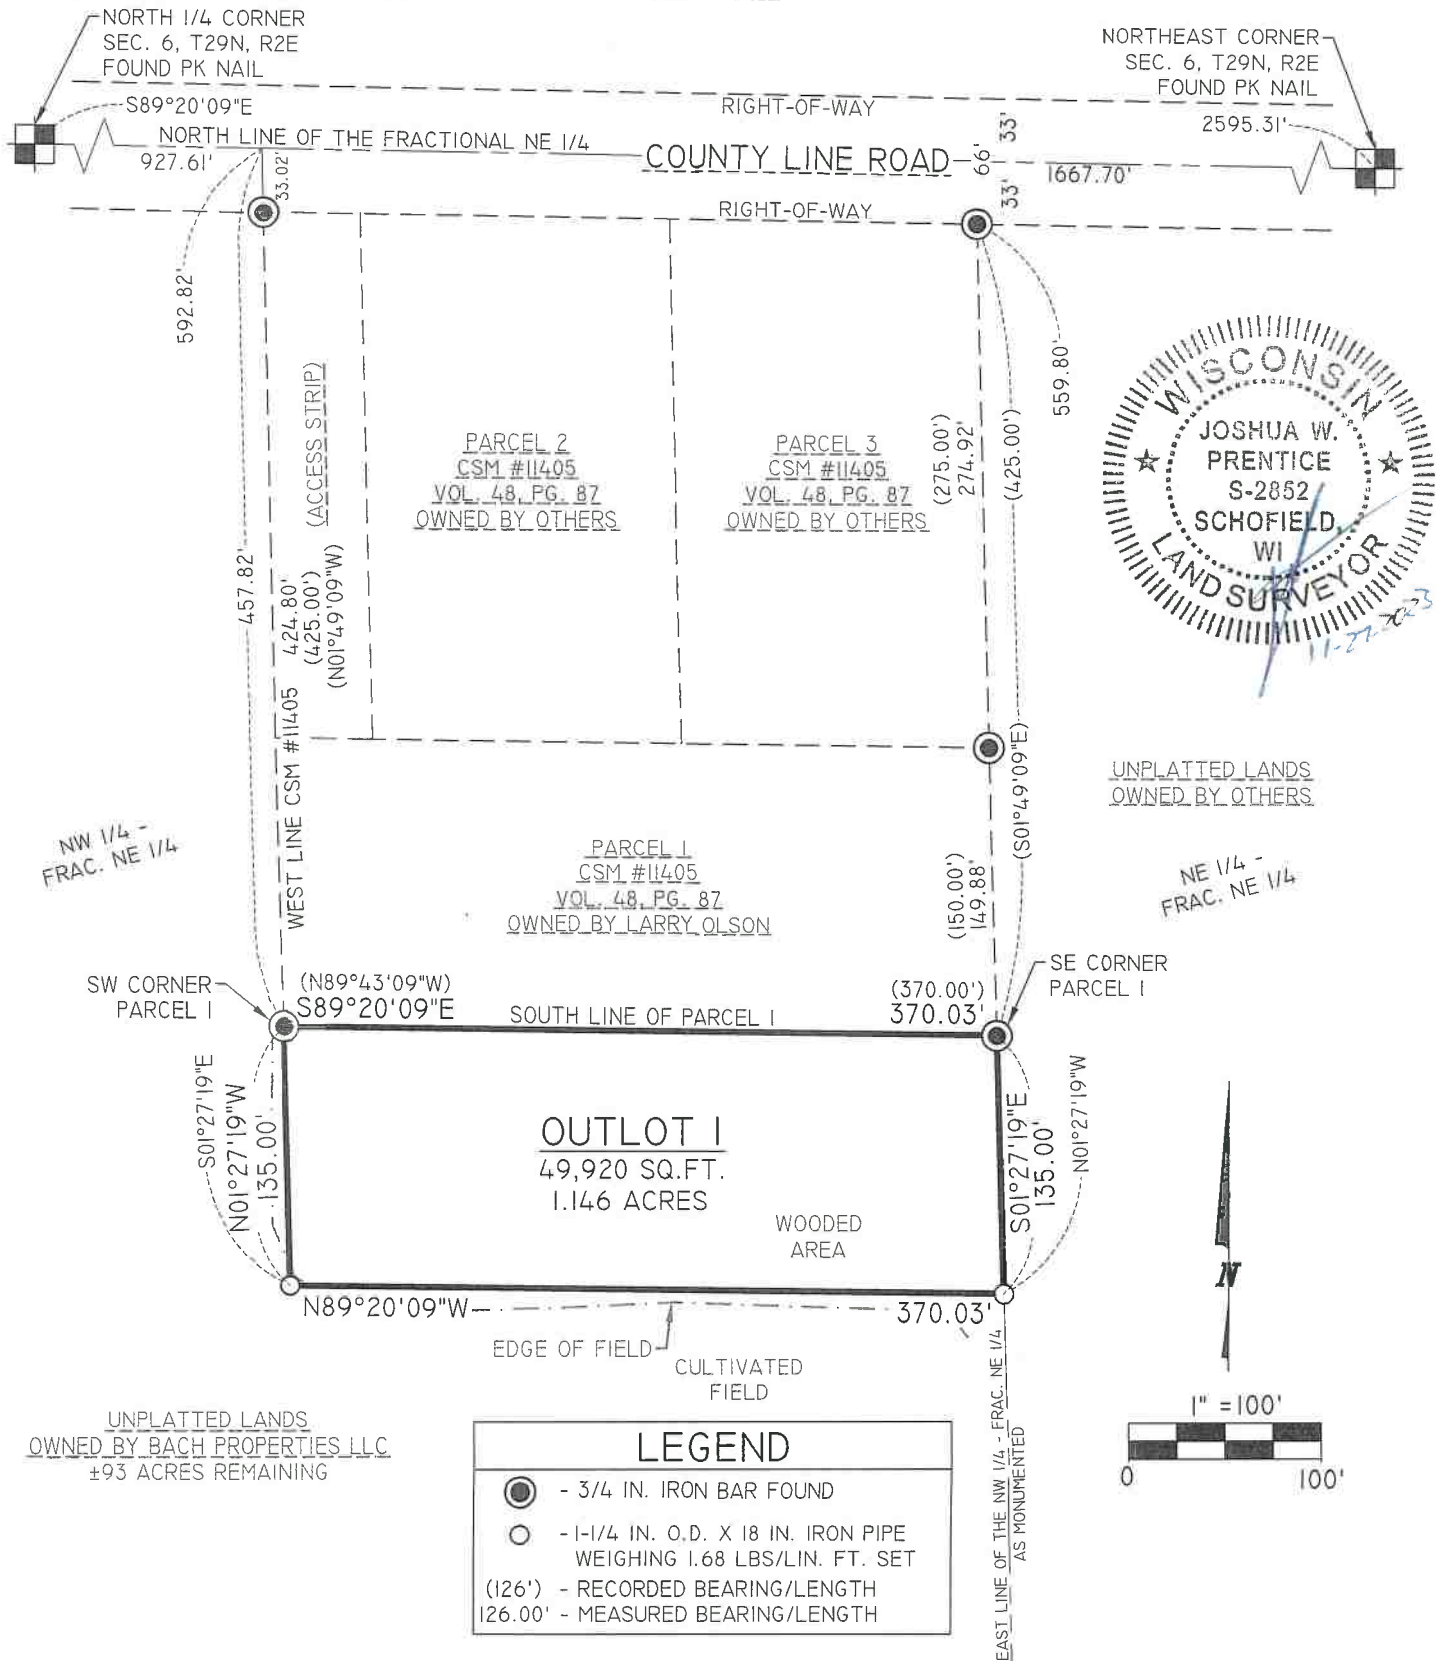 NORTH 1/4 CORNER
SEC. 6, T29N, R2E
FOUND PK NAIL
NORTHEAST CORNER
SEC. 6, T29N, R2E
FOUND PK NAIL
S89°20'09"E
RIGHT-OF-WAY
2595.31'
NORTH LINE OF THE FRACTIONAL NE 1/4
927.61'
COUNTY LINE ROAD
33'
66'
33'
1667.70'
33.02'
RIGHT-OF-WAY
592.82'
457.82'
559.80'
(ACCESS STRIP)
PARCEL 2
CSM #11405
VOL. 48, PG. 87
OWNED BY OTHERS
PARCEL 3
CSM #11405
VOL. 48, PG. 87
OWNED BY OTHERS
(275.00')
274.92'
(425.00')
(S01°49'09"E)
WISCONSIN
JOSHUA W.
PRENTICE
S-2852
SCHOFIELD,
WI
LAND SURVEYOR
424.80'
(425.00')
(N01°49'09"W)
WEST LINE CSM #11405
UNPLATTED LANDS
OWNED BY OTHERS
NW 1/4 -
FRAC. NE 1/4
PARCEL 1
CSM #11405
VOL. 48, PG. 87
OWNED BY LARRY OLSON
(150.00')
149.88'
NE 1/4 -
FRAC. NE 1/4
SW CORNER
PARCEL 1
(N89°43'09"W)
S89°20'09"E
SOUTH LINE OF PARCEL 1
(370.00')
370.03'
SE CORNER
PARCEL 1
S01°27'19"E
N01°27'19"W
135.00'
OUTLOT 1
49,920 SQ.FT.
1.146 ACRES
WOODED
AREA
S01°27'19"E
135.00'
N01°27'19"W
N89°20'09"W
370.03'
EDGE OF FIELD
CULTIVATED
FIELD
N
UNPLATTED LANDS
OWNED BY BACH PROPERTIES LLC
±93 ACRES REMAINING
EAST LINE OF THE NW 1/4 - FRAC. NE 1/4
AS MONUMENTED
1" =100'
0 100'
LEGEND
- 3/4 IN. IRON BAR FOUND
- 1-1/4 IN. O.D. X 18 IN. IRON PIPE
WEIGHING 1.68 LBS/LIN. FT. SET
(126') - RECORDED BEARING/LENGTH
126.00' - MEASURED BEARING/LENGTH